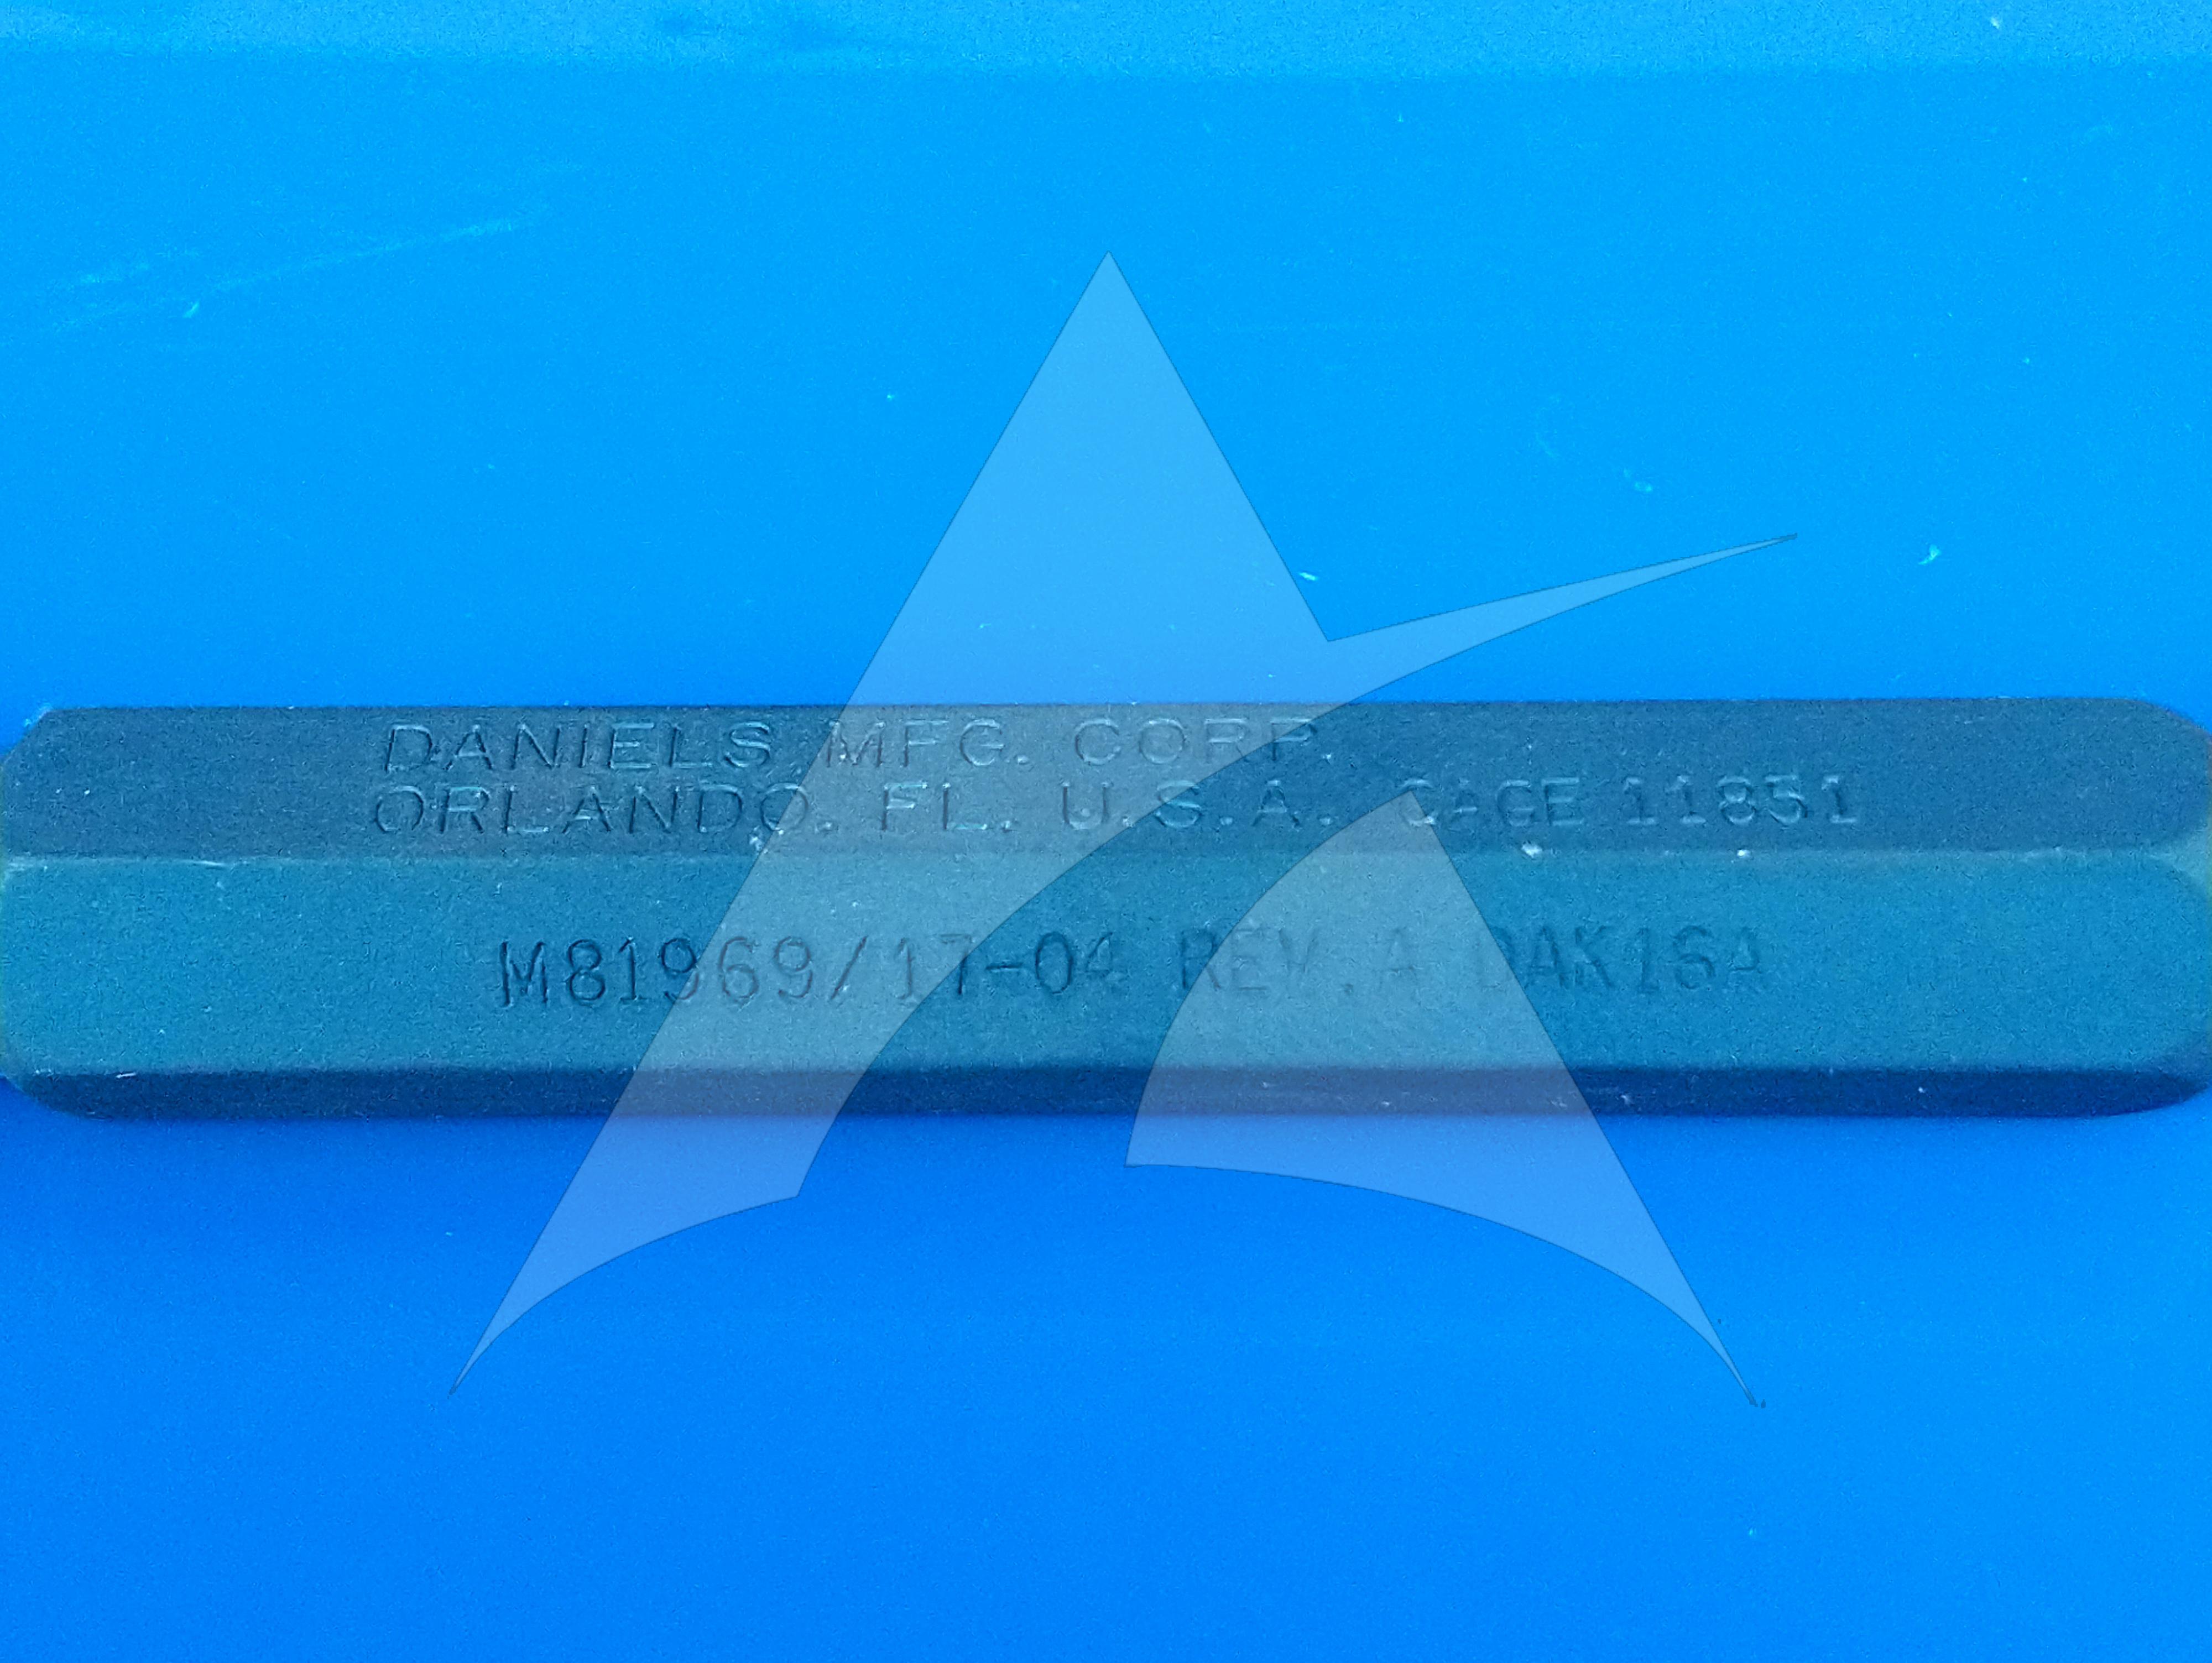 DANIELS MFG. CORP.
ORLANDO, FL. U.S.A. CAGE 11851
M81969/17-04 REV.A DAK16A